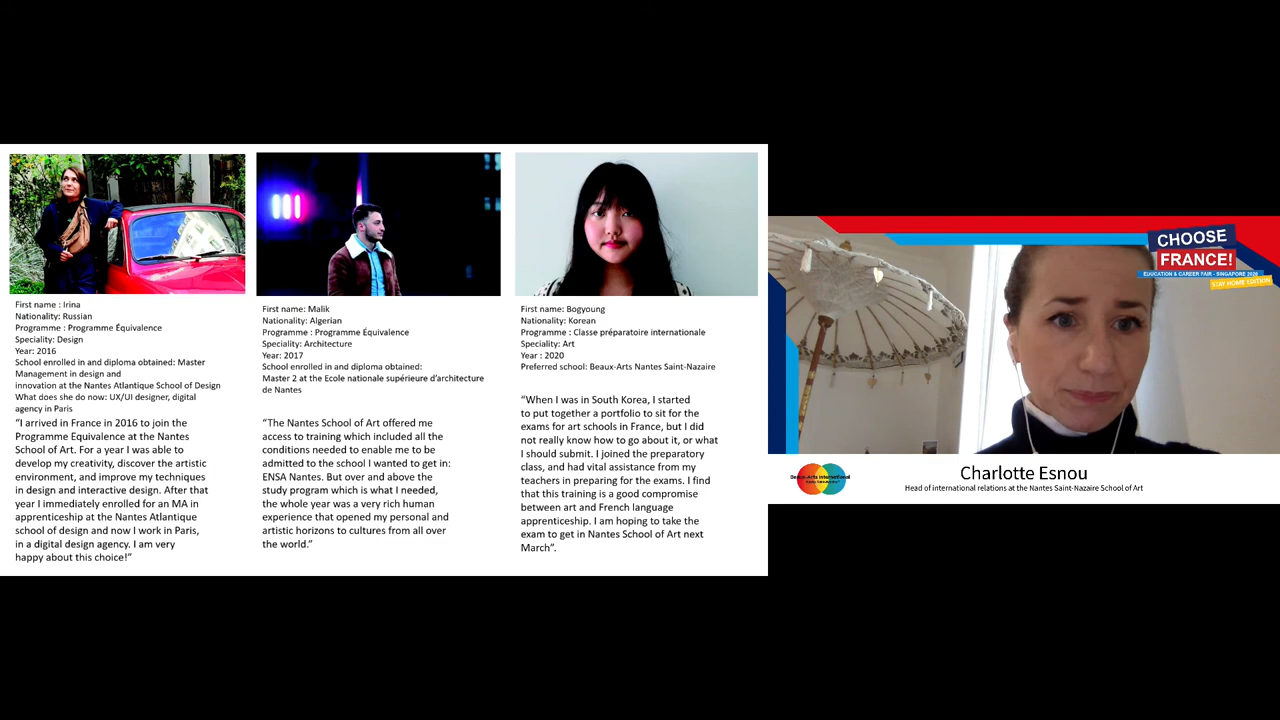 First name : Irina
Nationality: Russian
Programme : Programme Équivalence
Speciality: Design
Year: 2016
School enrolled in and diploma obtained: Master
Management in design and
innovation at the Nantes Atlantique School of Design
What does she do now: UX/UI designer, digital
agency in Paris
“I arrived in France in 2016 to join the
Programme Equivalence at the Nantes
School of Art. For a year I was able to
develop my creativity, discover the artistic
environment, and improve my techniques
in design and interactive design. After that
year I immediately enrolled for an MA in
apprenticeship at the Nantes Atlantique
school of design and now I work in Paris,
in a digital design agency. I am very
happy about this choice!”
First name: Malik
Nationality: Algerian
Programme : Programme Équivalence
Speciality: Architecture
Year: 2017
School enrolled in and diploma obtained:
Master 2 at the Ecole nationale supérieure d’architecture
de Nantes
“The Nantes School of Art offered me
access to training which included all the
conditions needed to enable me to be
admitted to the school I wanted to get in:
ENSA Nantes. But over and above the
study program which is what I needed,
the whole year was a very rich human
experience that opened my personal and
artistic horizons to cultures from all over
the world.”
First name: Bogyoung
Nationality: Korean
Programme : Classe préparatoire internationale
Speciality: Art
Year : 2020
Preferred school: Beaux-Arts Nantes Saint-Nazaire
“When I was in South Korea, I started
to put together a portfolio to sit for the
exams for art schools in France, but I did
not really know how to go about it, or what
I should submit. I joined the preparatory
class, and had vital assistance from my
teachers in preparing for the exams. I find
that this training is a good compromise
between art and French language
apprenticeship. I am hoping to take the
exam to get in Nantes School of Art next
March”.
CHOOSE
FRANCE!
EDUCATION & CAREER FAIR - SINGAPORE 2020
STAY HOME EDITION
Beaux-Arts International
Charlotte Esnou
Head of international relations at the Nantes Saint-Nazaire School of Art